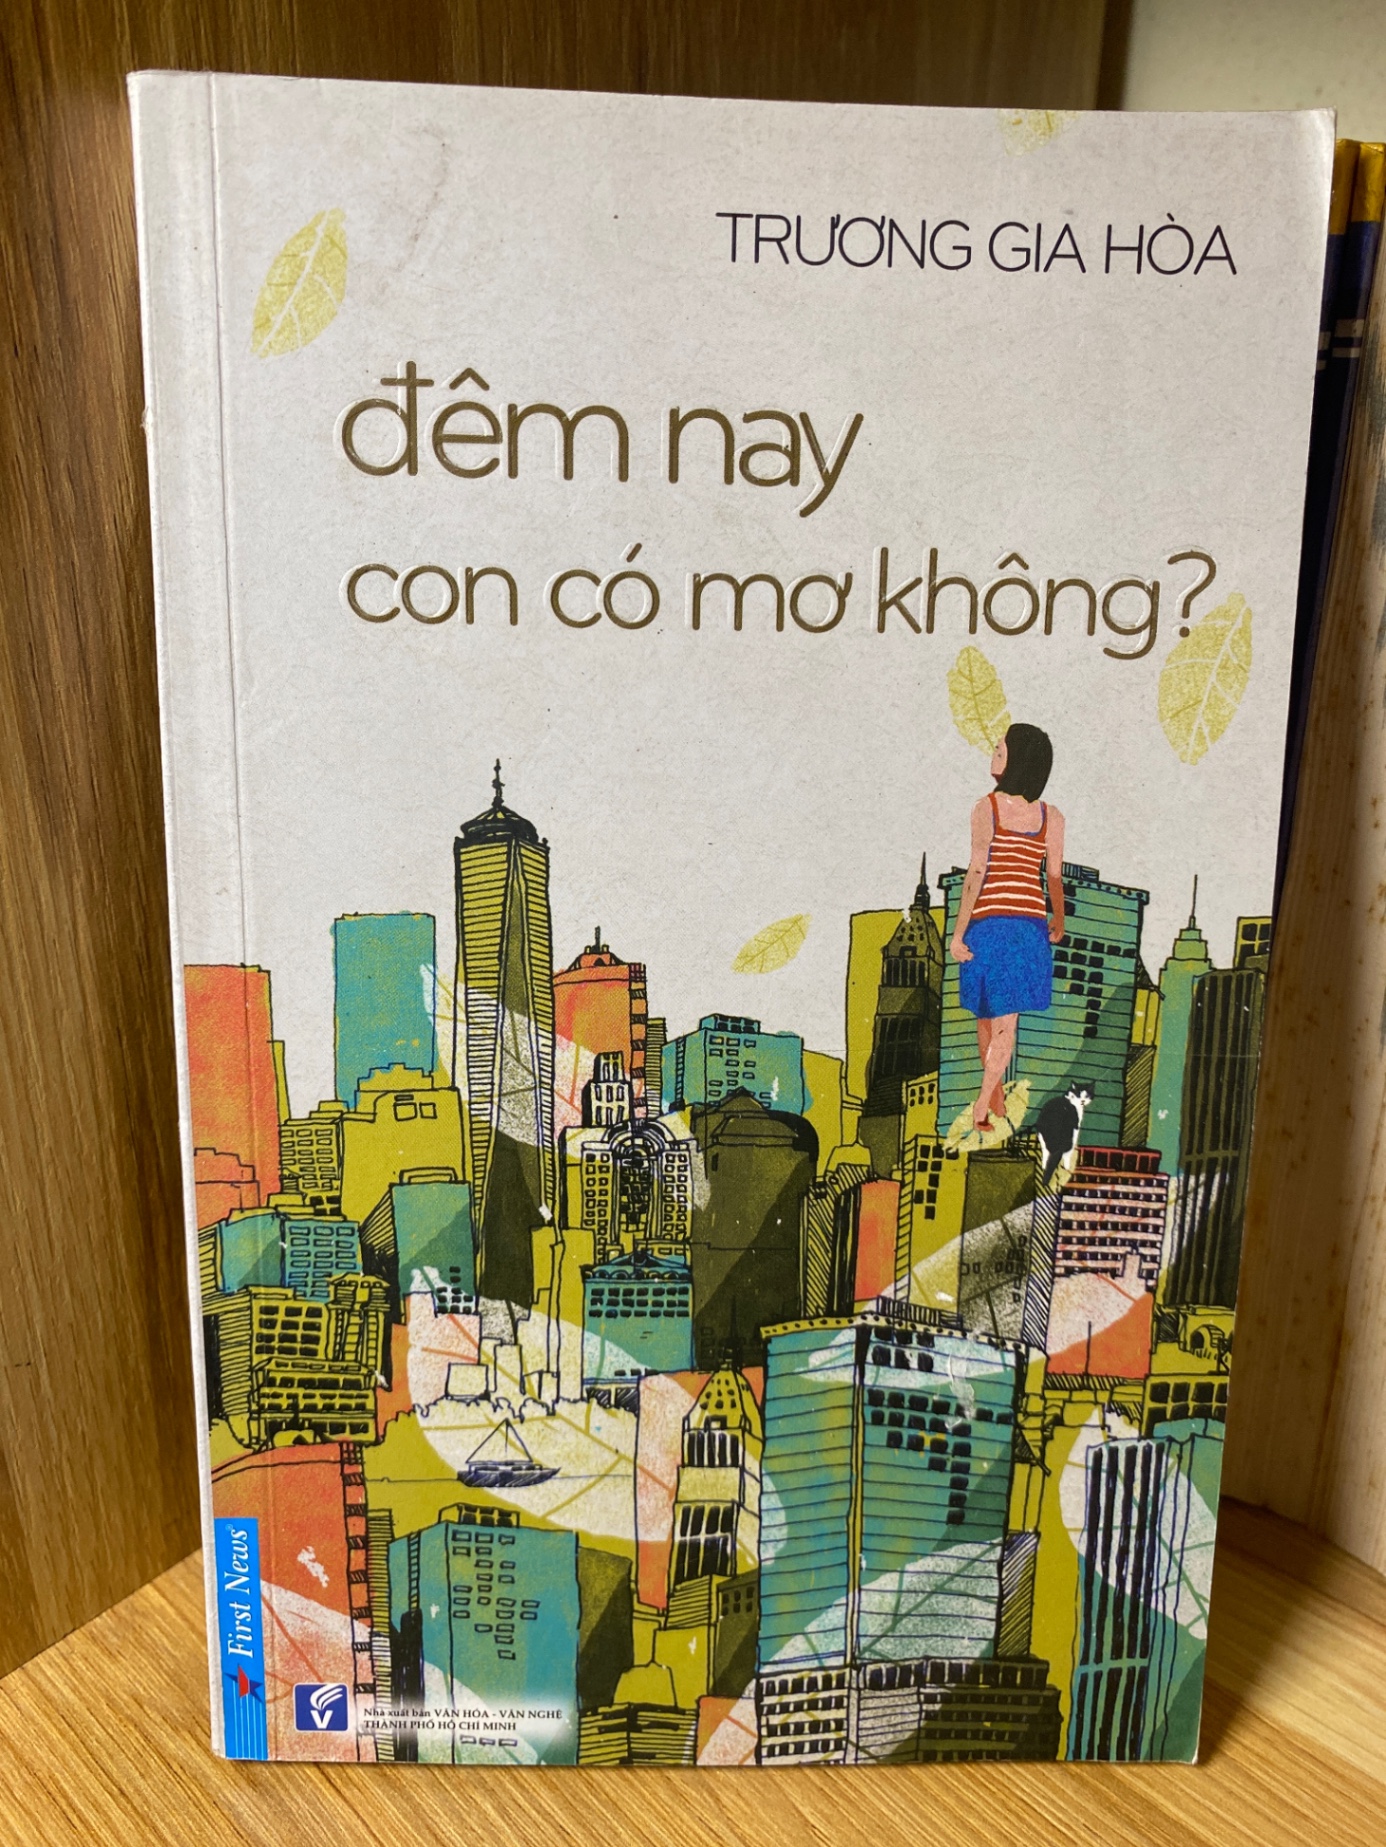 TRƯƠNG GIA HÒA
đêm nay
con có mơ không?
First News
Nhà xuất bản VĂN HÓA - VĂN NGHỆ
THÀNH PHỐ HỒ CHÍ MINH